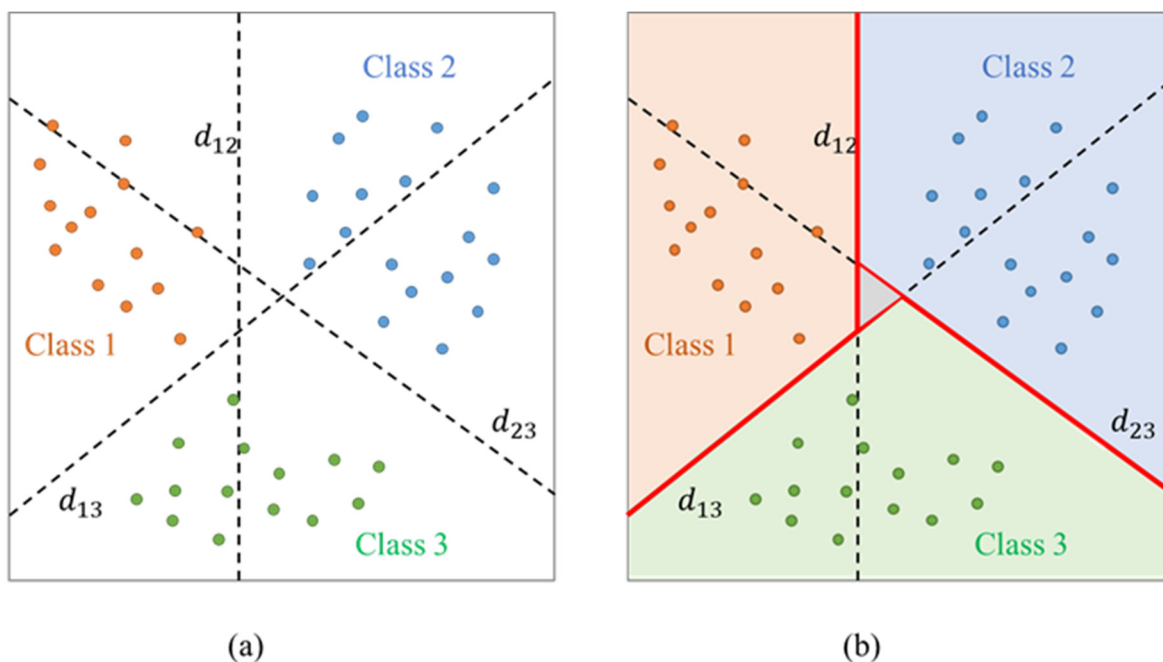 Class 2
d₁₂
Class 1
d₂₃
d₁₃
Class 3
(a)
Class 2
d₁₂
Class 1
d₂₃
d₁₃
Class 3
(b)